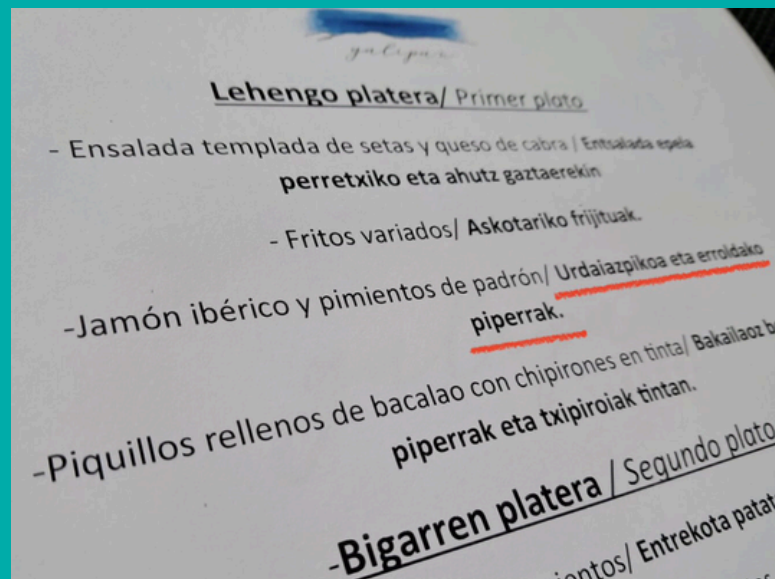 Lehengo platera/ Primer plato
- Ensalada templada de setas y queso de cabra / Entsalada epela
perretxiko eta ahutz gaztaerekin
- Fritos variados/ Askotariko frijituak.
-Jamón ibérico y pimientos de padrón/ Urdaiazpikoa eta erroldako
piperrak.
-Piquillos rellenos de bacalao con chipirones en tinta/ Bakailaoz
piperrak eta txipiroiak tintan.
-Bigarren platera / Segundo plato
Entrekota